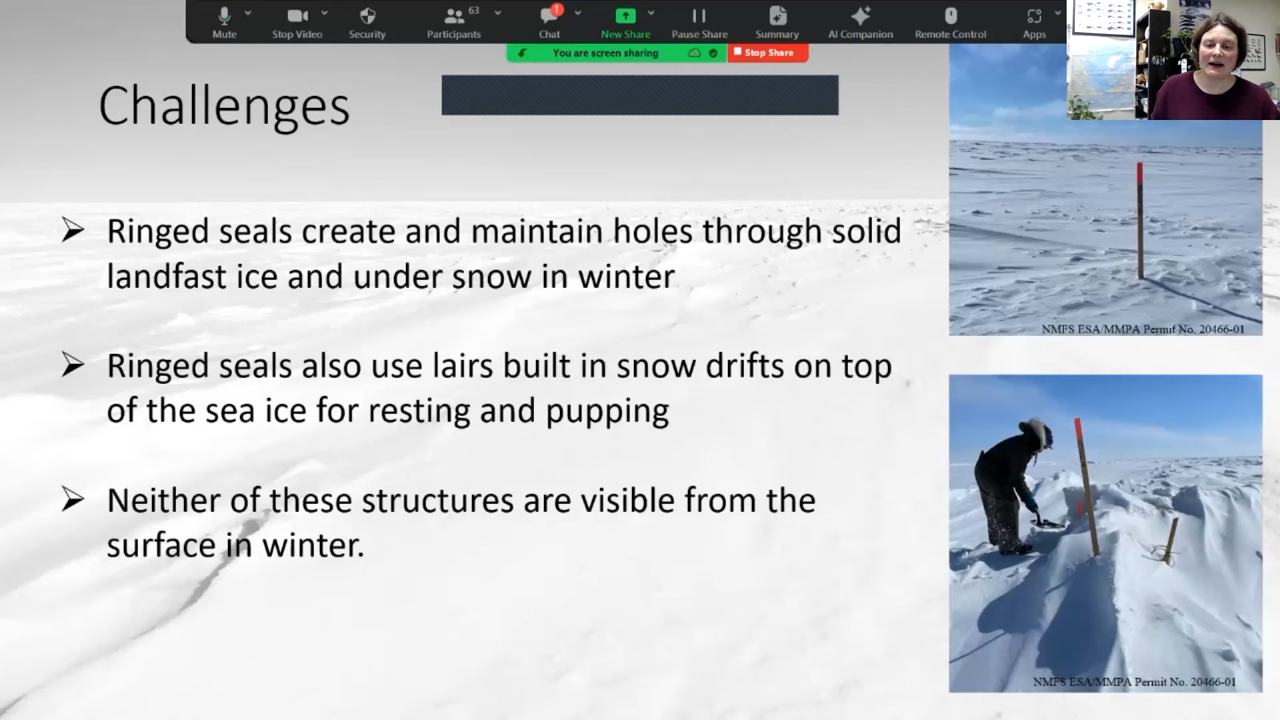 63
1
Mute
Stop Video
Security
Participants
Chat
New Share
Pause Share
Summary
AI Companion
Remote Control
Apps
You are screen sharing
Stop Share
Challenges
Ringed seals create and maintain holes through solid
landfast ice and under snow in winter
Ringed seals also use lairs built in snow drifts on top
of the sea ice for resting and pupping
Neither of these structures are visible from the
surface in winter.
NMFS ESA/MMPA Permit No. 20466-01
NMFS ESA/MMPA Permit No. 20466-01